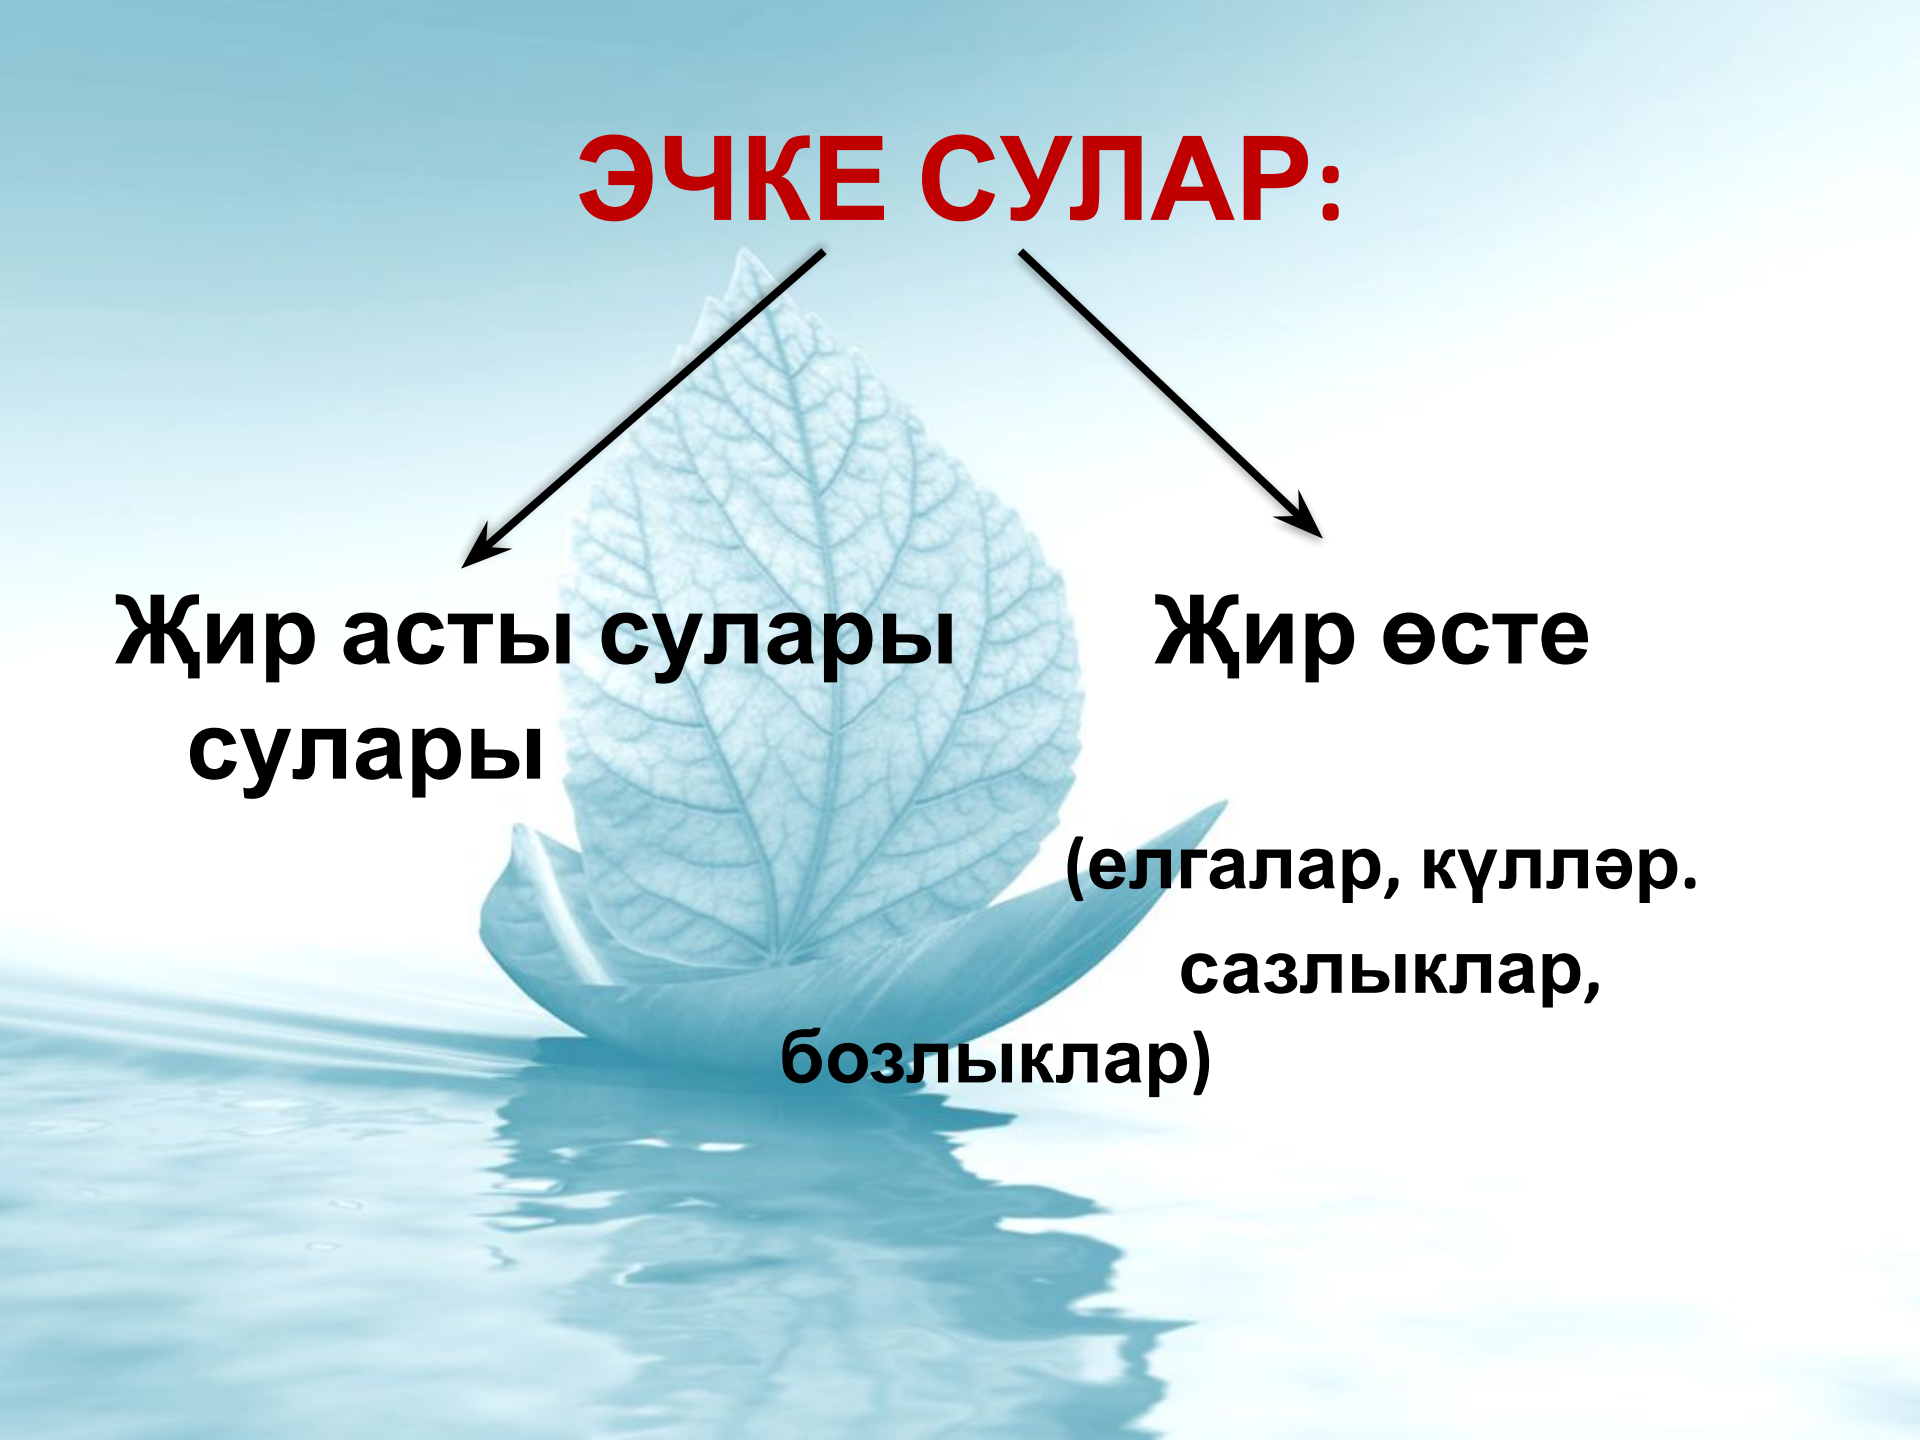 ЭЧКЕ СУЛАР:
Җир асты сулары Җир өсте
сулары
(елгалар, күлләр.
сазлыклар,
бозлыклар)